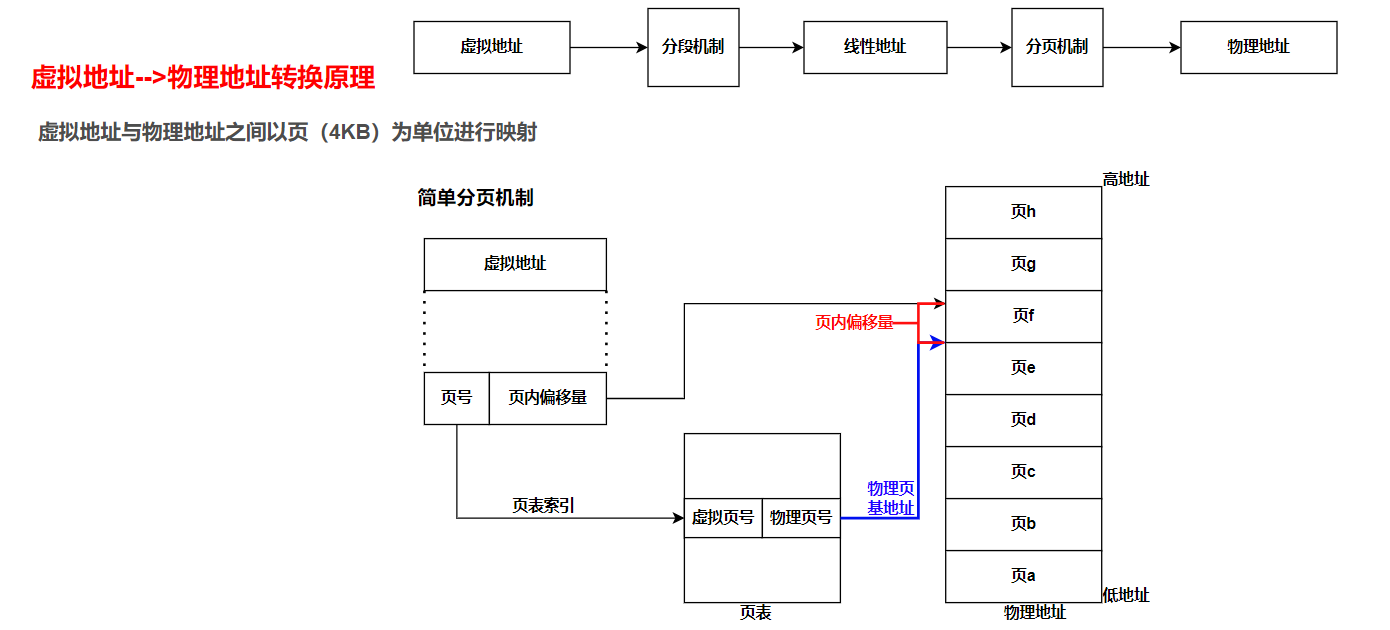 虚拟地址
分段机制
线性地址
分页机制
物理地址
虚拟地址-->物理地址转换原理
虚拟地址与物理地址之间以页（4KB）为单位进行映射
简单分页机制
高地址
页h
虚拟地址
页g
页f
页内偏移量
页e
页号
页内偏移量
页d
页c
物理页
基地址
页表索引
虚拟页号
物理页号
页b
页a
低地址
页表
物理地址